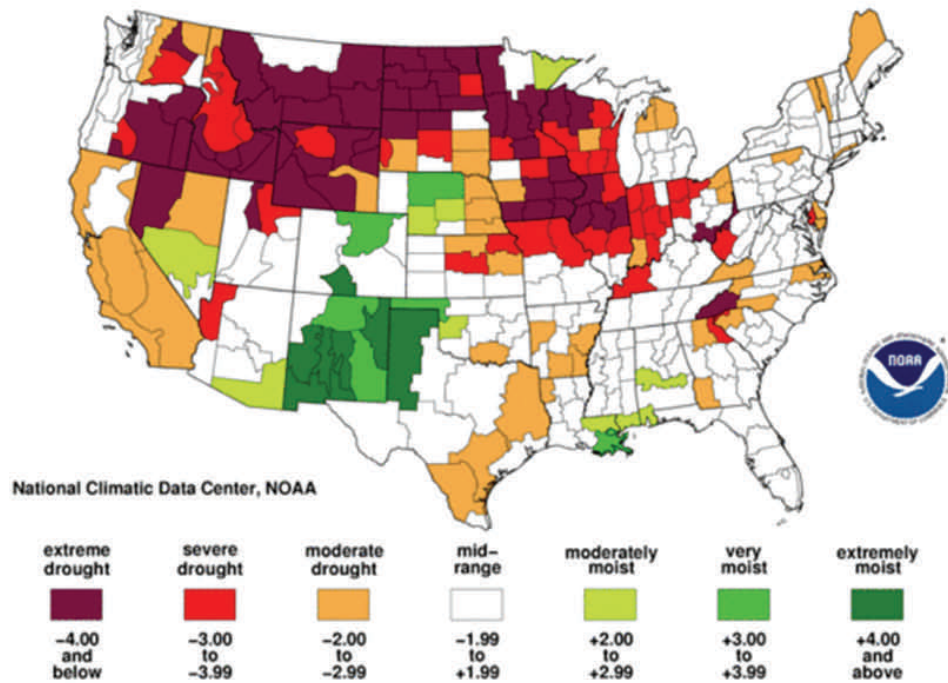 NOAA
National Climatic Data Center, NOAA
extreme drought
severe drought
moderate drought
mid-range
moderately moist
very moist
extremely moist
−4.00 and below
−3.00 to −3.99
−2.00 to −2.99
−1.99 to +1.99
+2.00 to +2.99
+3.00 to +3.99
+4.00 and above